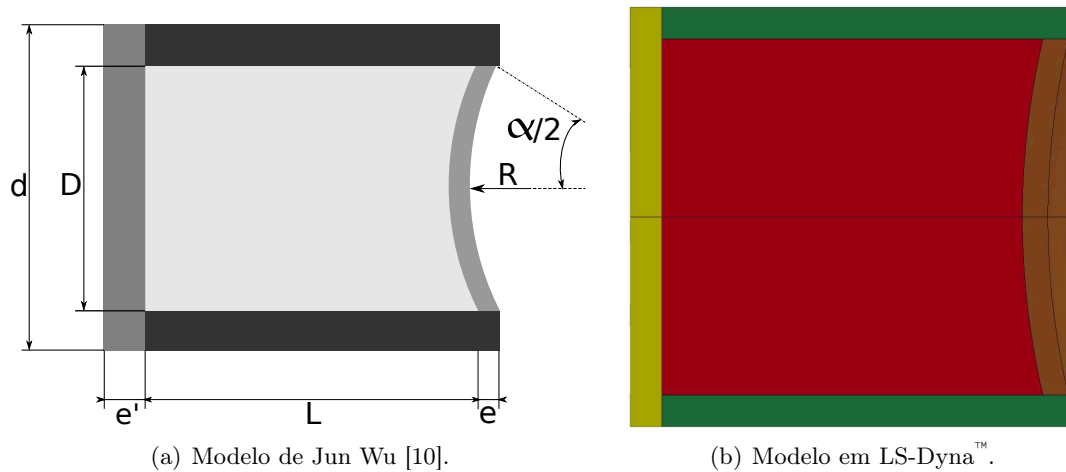 d
D
α/2
R
e'
L
e
(a) Modelo de Jun Wu [10].
(b) Modelo em LS-Dyna™.